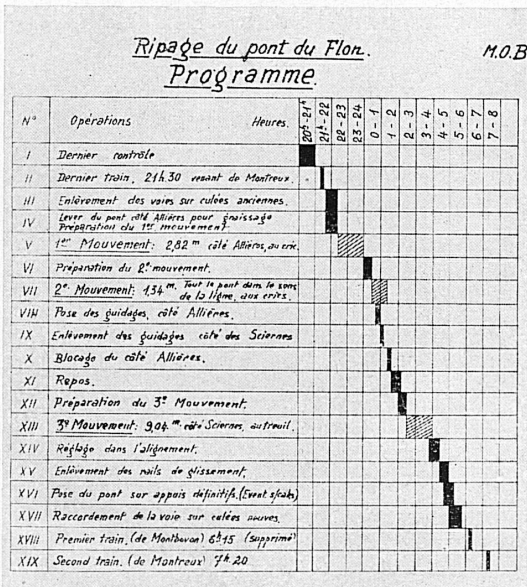 Ripage du pont du Flon.
M.O.B
Programme.
N° Opérations Heures. 20h-21h 21h-22 22-23 23-24 0-1 1-2 2-3 3-4 4-5 5-6 6-7 7-8
I Dernier contrôle
II Dernier train, 21h.30 venant de Montreux.
III Enlèvement des voies sur culées anciennes.
IV Lever du pont côté Allières pour graissage
Préparation du 1er mouvement
V 1er Mouvement: 2,82 m côté Allières, au cric.
VI Préparation du 2e mouvement.
VII 2e Mouvement: 1,34 m. Tout le pont dans le sens
de la ligne, aux crics.
VIII Pose des guidages, côté Allières.
IX Enlèvement des guidages côté des Sciernes
X Blocage du côté Allières.
XI Repos.
XII Préparation du 3e Mouvement.
XIII 3e Mouvement: 9,04 m. côté Sciernes, au treuil.
XIV Réglage dans l'alignement.
XV Enlèvement des rails de glissement.
XVI Pose du pont sur appuis définitifs.
XVII Raccordement de la voie sur culées neuves.
XVIII Premier train. (de Montbovon) 6h15 (supprimé)
XIX Second train. (de Montreux) 7h.20